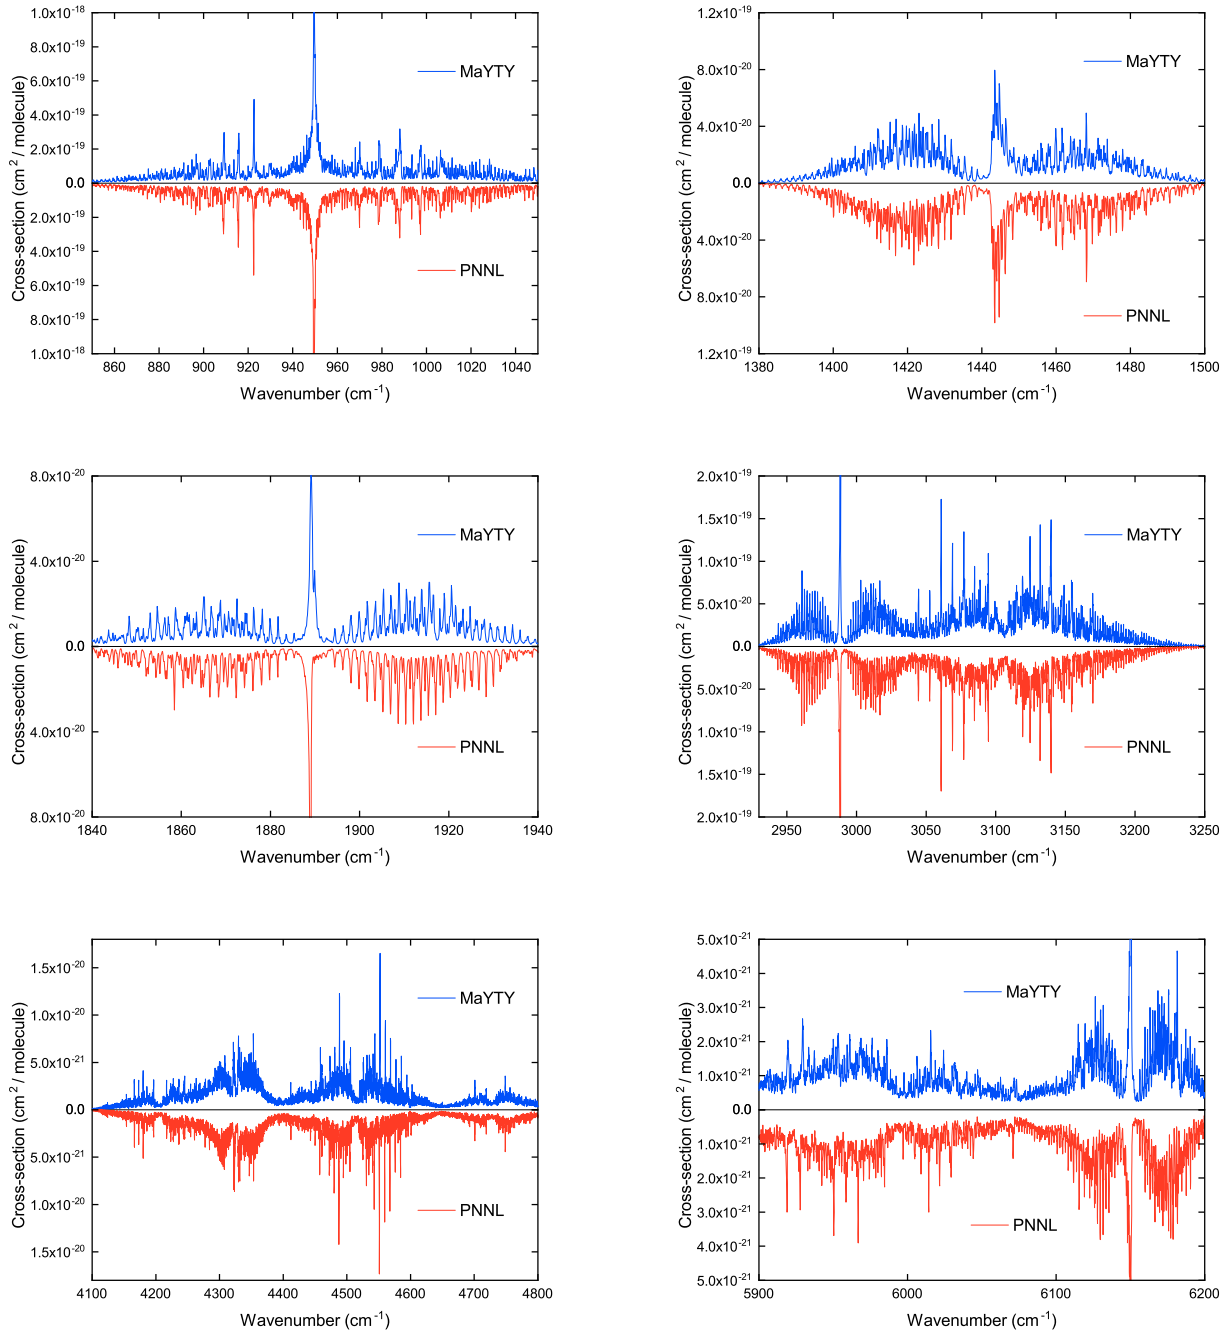 1.0x10-18
8.0x10-19
6.0x10-19
4.0x10-19
2.0x10-19
0.0
2.0x10-19
4.0x10-19
6.0x10-19
8.0x10-19
1.0x10-18
Cross-section (cm2 / molecule)
MaYTY
PNNL
860 880 900 920 940 960 980 1000 1020 1040
Wavenumber (cm-1)
1.2x10-19
8.0x10-20
4.0x10-20
0.0
4.0x10-20
8.0x10-20
1.2x10-19
Cross-section (cm2 / molecule)
MaYTY
PNNL
1380 1400 1420 1440 1460 1480 1500
Wavenumber (cm-1)
8.0x10-20
4.0x10-20
0.0
4.0x10-20
8.0x10-20
Cross-section (cm2 / molecule)
MaYTY
PNNL
1840 1860 1880 1900 1920 1940
Wavenumber (cm-1)
2.0x10-19
1.5x10-19
1.0x10-19
5.0x10-20
0.0
5.0x10-20
1.0x10-19
1.5x10-19
2.0x10-19
Cross-section (cm2 / molecule)
MaYTY
PNNL
2950 3000 3050 3100 3150 3200 3250
Wavenumber (cm-1)
1.5x10-20
1.0x10-20
5.0x10-21
0.0
5.0x10-21
1.0x10-20
1.5x10-20
Cross-section (cm2 / molecule)
MaYTY
PNNL
4100 4200 4300 4400 4500 4600 4700 4800
Wavenumber (cm-1)
5.0x10-21
4.0x10-21
3.0x10-21
2.0x10-21
1.0x10-21
0.0
1.0x10-21
2.0x10-21
3.0x10-21
4.0x10-21
5.0x10-21
Cross-section (cm2 / molecule)
MaYTY
PNNL
5900 6000 6100 6200
Wavenumber (cm-1)